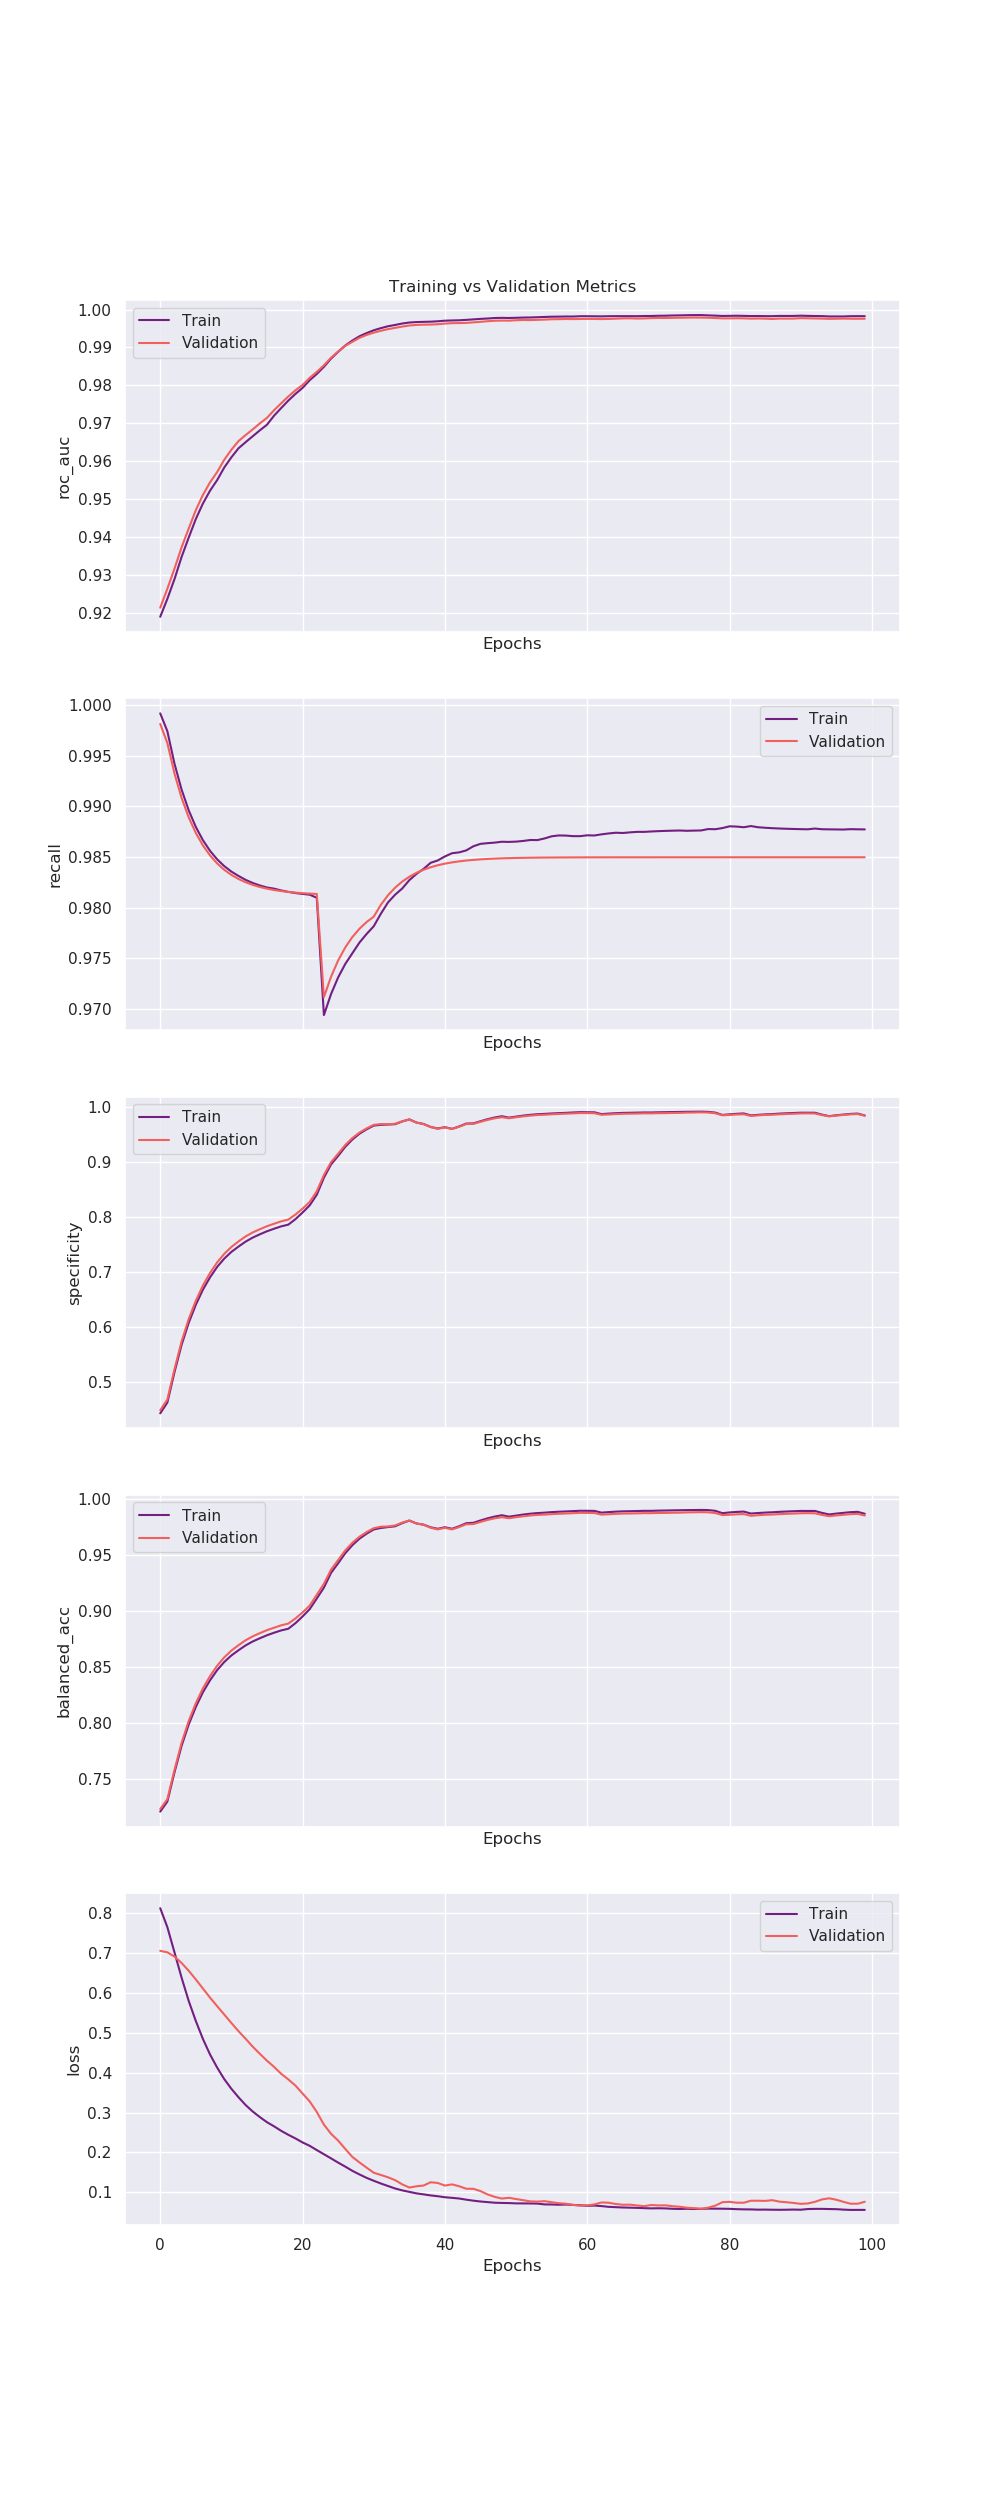 Training vs Validation Metrics
1.00
0.99
0.98
0.97
0.96
0.95
0.94
0.93
0.92
roc_auc
Train
Validation
Epochs
1.000
0.995
0.990
0.985
0.980
0.975
0.970
recall
Train
Validation
Epochs
1.0
0.9
0.8
0.7
0.6
0.5
specificity
Train
Validation
Epochs
1.00
0.95
0.90
0.85
0.80
0.75
balanced_acc
Train
Validation
Epochs
0.8
0.7
0.6
0.5
0.4
0.3
0.2
0.1
loss
Train
Validation
0 20 40 60 80 100
Epochs